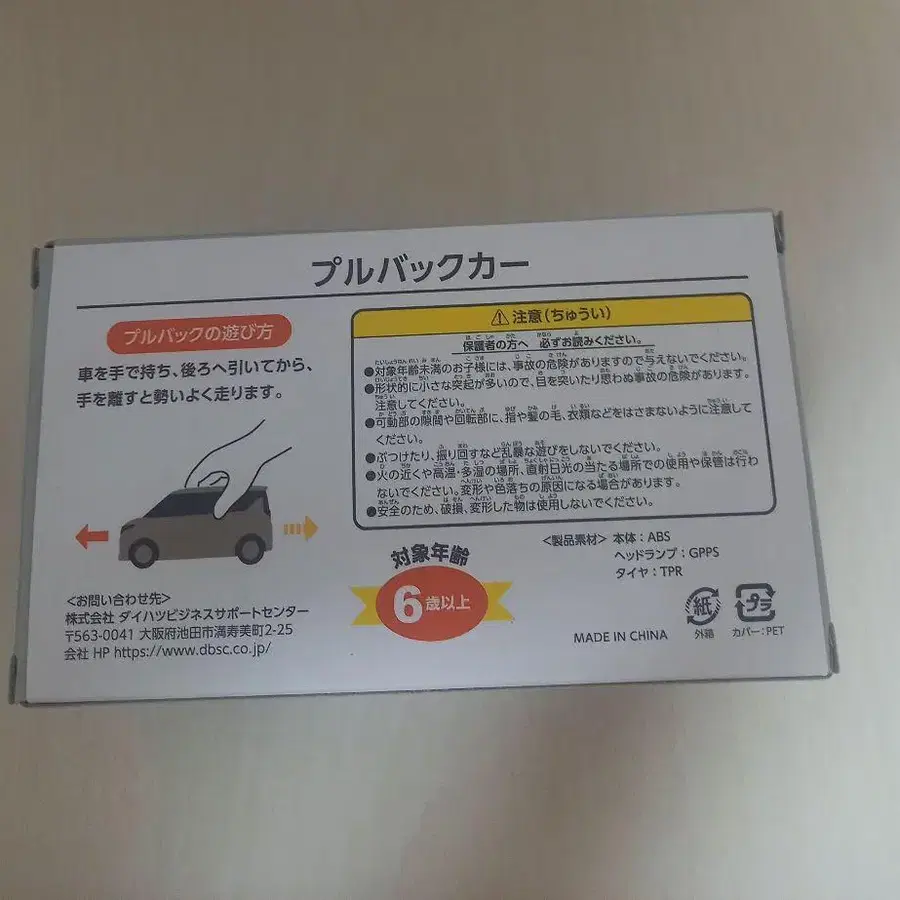 プルバックカー
プルバックの遊び方
車を手で持ち、後ろへ引いてから、
手を離すと勢いよく走ります。
<お問い合わせ先>
株式会社 ダイハツビジネスサポートセンター
〒563-0041 大阪府池田市満寿美町2-25
会社 HP https://www.dbsc.co.jp/
注意(ちゅうい)
保護者の方へ 必ずお読みください。
●対象年齢未満のお子様には、事故の危険がありますので与えないでください。
●形状的に小さな突起が多いので、目を突いたり思わぬ事故の危険があります。
注意してください。
●可動部の隙間や回転部に、指や髪の毛、衣類などをはさまないように注意して
ください。
●ぶつけたり、振り回すなど乱暴な遊びをしないでください。
●火の近くや高温・多湿の場所、直射日光の当たる場所での使用や保管は行わ
ないでください。変形や色落ちの原因になる場合があります。
●安全のため、破損、変形した物は使用しないでください。
対象年齢
6歳以上
<製品素材> 本体:ABS
ヘッドランプ:GPPS
タイヤ:TPR
MADE IN CHINA
紙
外箱
プラ
カバー:PET